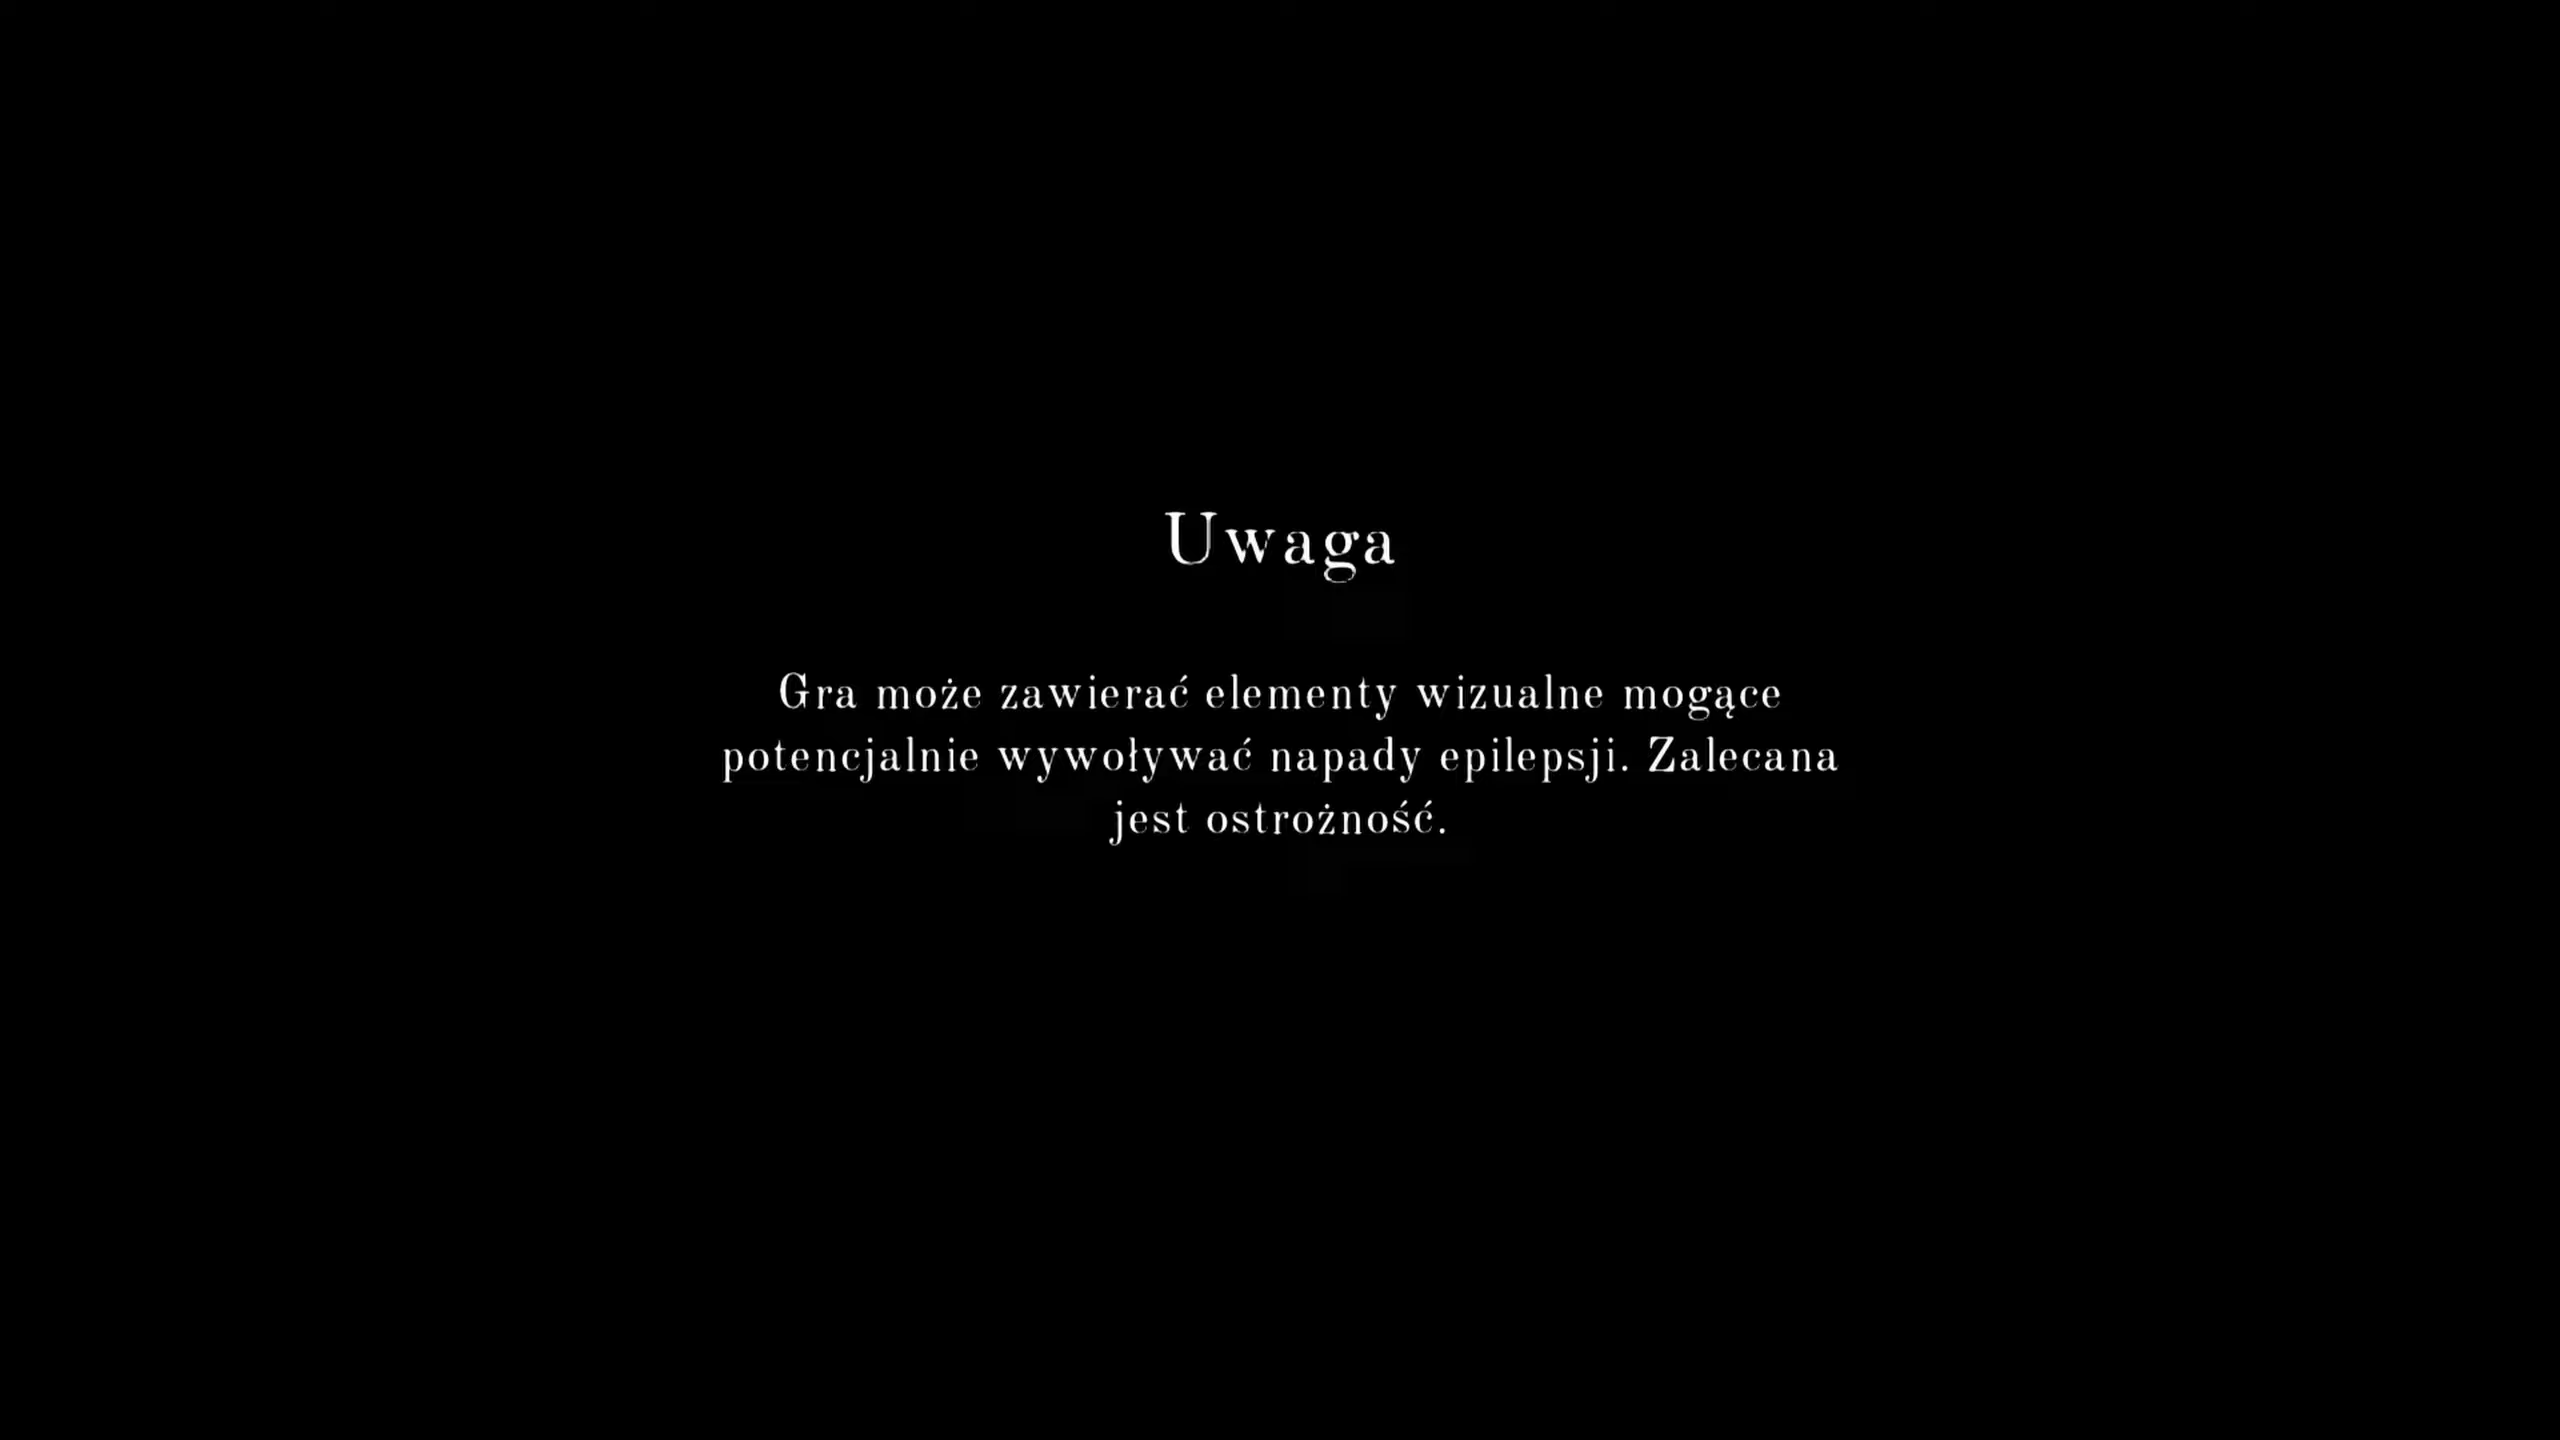 Uwaga
Gra może zawierać elementy wizualne mogące
potencjalnie wywoływać napady epilepsji. Zalecana
jest ostrożność.